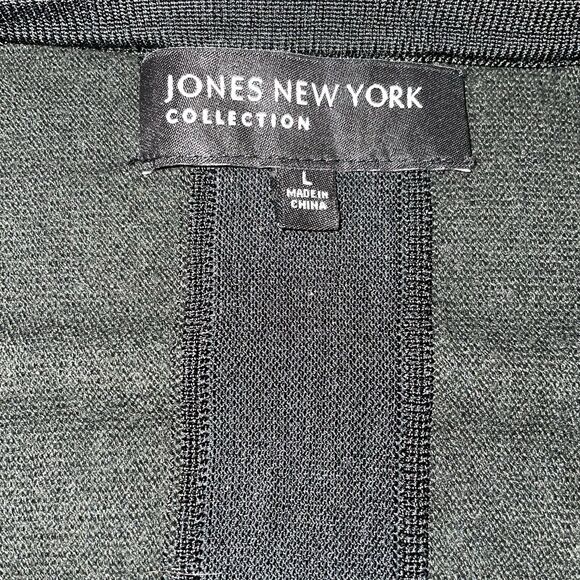 JONES NEW YORK
COLLECTION
L
MADE IN
CHINA